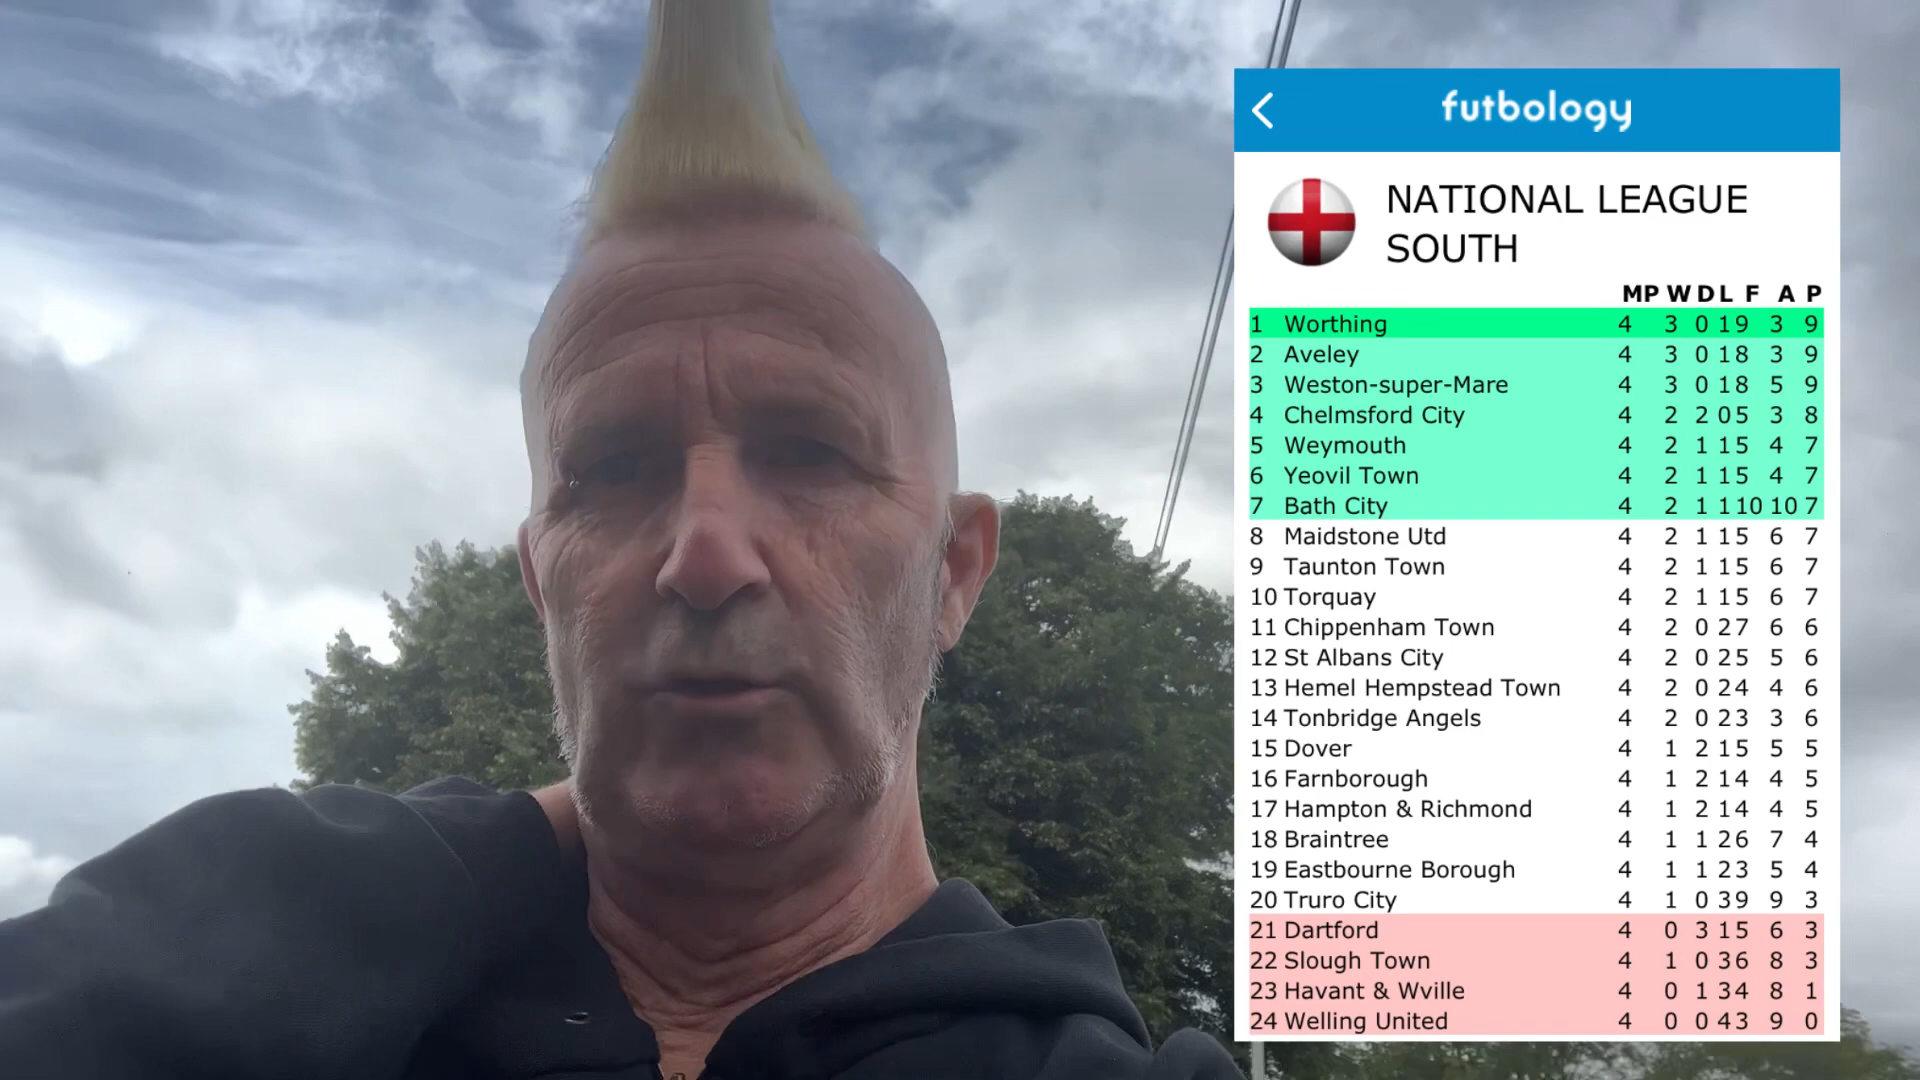 futbology
NATIONAL LEAGUE
SOUTH
MP W D L F A P
1 Worthing 4 3 0 1 9 3 9
2 Aveley 4 3 0 1 8 3 9
3 Weston-super-Mare 4 3 0 1 8 5 9
4 Chelmsford City 4 2 2 0 5 3 8
5 Weymouth 4 2 1 1 5 4 7
6 Yeovil Town 4 2 1 1 5 4 7
7 Bath City 4 2 1 1 10 10 7
8 Maidstone Utd 4 2 1 1 5 6 7
9 Taunton Town 4 2 1 1 5 6 7
10 Torquay 4 2 1 1 5 6 7
11 Chippenham Town 4 2 0 2 7 6 6
12 St Albans City 4 2 0 2 5 5 6
13 Hemel Hempstead Town 4 2 0 2 4 4 6
14 Tonbridge Angels 4 2 0 2 3 3 6
15 Dover 4 1 2 1 5 5 5
16 Farnborough 4 1 2 1 4 4 5
17 Hampton & Richmond 4 1 2 1 4 4 5
18 Braintree 4 1 1 2 6 7 4
19 Eastbourne Borough 4 1 1 2 3 5 4
20 Truro City 4 1 0 3 9 9 3
21 Dartford 4 0 3 1 5 6 3
22 Slough Town 4 1 0 3 6 8 3
23 Havant & Wville 4 0 1 3 4 8 1
24 Welling United 4 0 0 4 3 9 0